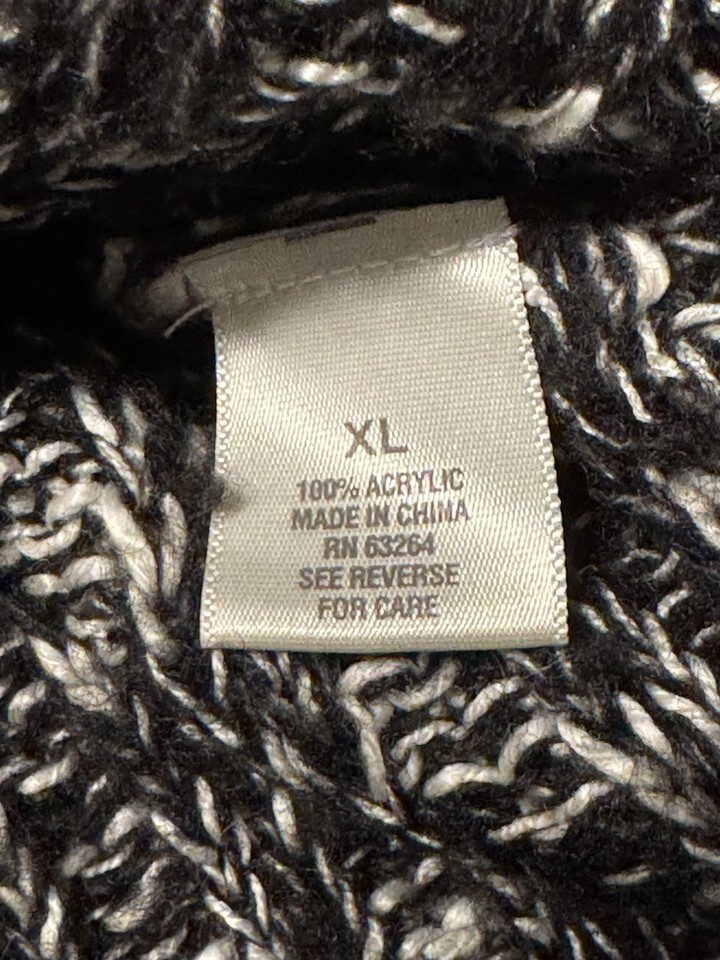 XL
100% ACRYLIC
MADE IN CHINA
RN 63264
SEE REVERSE
FOR CARE